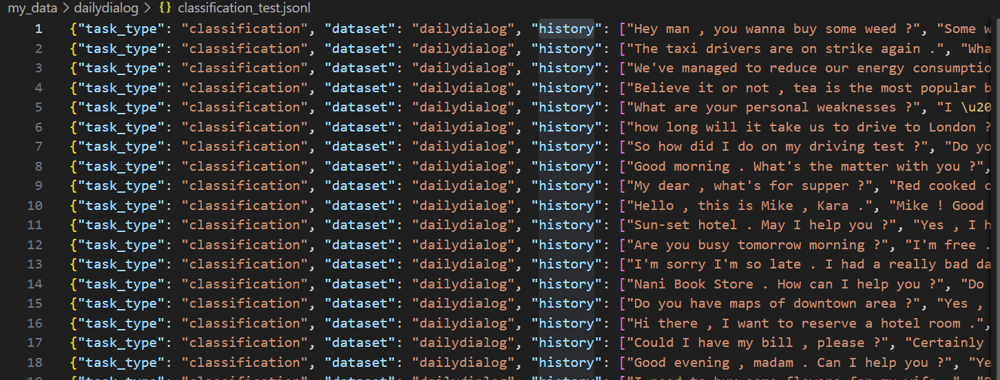 my_data > dailydialog > {} classification_test.jsonl
1 {"task_type": "classification", "dataset": "dailydialog", "history": ["Hey man , you wanna buy some weed ?", "Some w
2 {"task_type": "classification", "dataset": "dailydialog", "history": ["The taxi drivers are on strike again .", "Wha
3 {"task_type": "classification", "dataset": "dailydialog", "history": ["We've managed to reduce our energy consumptio
4 {"task_type": "classification", "dataset": "dailydialog", "history": ["Believe it or not , tea is the most popular b
5 {"task_type": "classification", "dataset": "dailydialog", "history": ["What are your personal weaknesses ?", "I \u20
6 {"task_type": "classification", "dataset": "dailydialog", "history": ["how long will it take us to drive to London ?
7 {"task_type": "classification", "dataset": "dailydialog", "history": ["So how did I do on my driving test ?", "Do yo
8 {"task_type": "classification", "dataset": "dailydialog", "history": ["Good morning . What's the matter with you ?",
9 {"task_type": "classification", "dataset": "dailydialog", "history": ["My dear , what's for supper ?", "Red cooked c
10 {"task_type": "classification", "dataset": "dailydialog", "history": ["Hello , this is Mike , Kara .", "Mike ! Good
11 {"task_type": "classification", "dataset": "dailydialog", "history": ["Sun-set hotel . May I help you ?", "Yes , I h
12 {"task_type": "classification", "dataset": "dailydialog", "history": ["Are you busy tomorrow morning ?", "I'm free .
13 {"task_type": "classification", "dataset": "dailydialog", "history": ["I'm sorry I'm so late . I had a really bad da
14 {"task_type": "classification", "dataset": "dailydialog", "history": ["Nani Book Store . How can I help you ?", "Do
15 {"task_type": "classification", "dataset": "dailydialog", "history": ["Do you have maps of downtown area ?", "Yes ,
16 {"task_type": "classification", "dataset": "dailydialog", "history": ["Hi there , I want to reserve a hotel room .",
17 {"task_type": "classification", "dataset": "dailydialog", "history": ["Could I have my bill , please ?", "Certainly
18 {"task_type": "classification", "dataset": "dailydialog", "history": ["Good evening , madam . Can I help you ?", "Ye